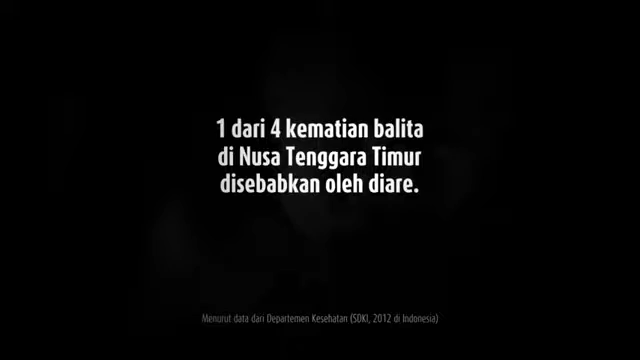 1 dari 4 kematian balita
di Nusa Tenggara Timur
disebabkan oleh diare.
Menurut data dari Departemen Kesehatan (SDKI, 2012 di Indonesia)